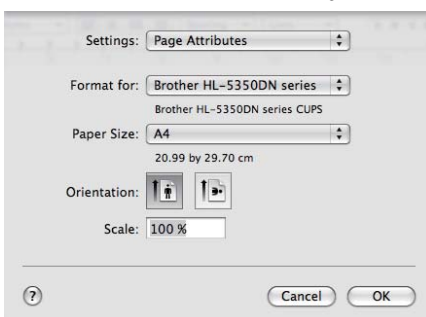 Settings: Page Attributes
Format for: Brother HL-5350DN series
Brother HL-5350DN series CUPS
Paper Size: A4
20.99 by 29.70 cm
Orientation:
Scale: 100 %
? Cancel OK